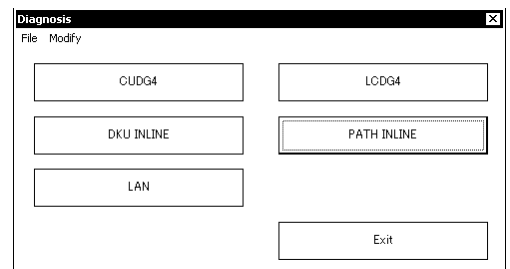 Diagnosis
File Modify
CUDG4 LCDG4
DKU INLINE PATH INLINE
LAN
Exit